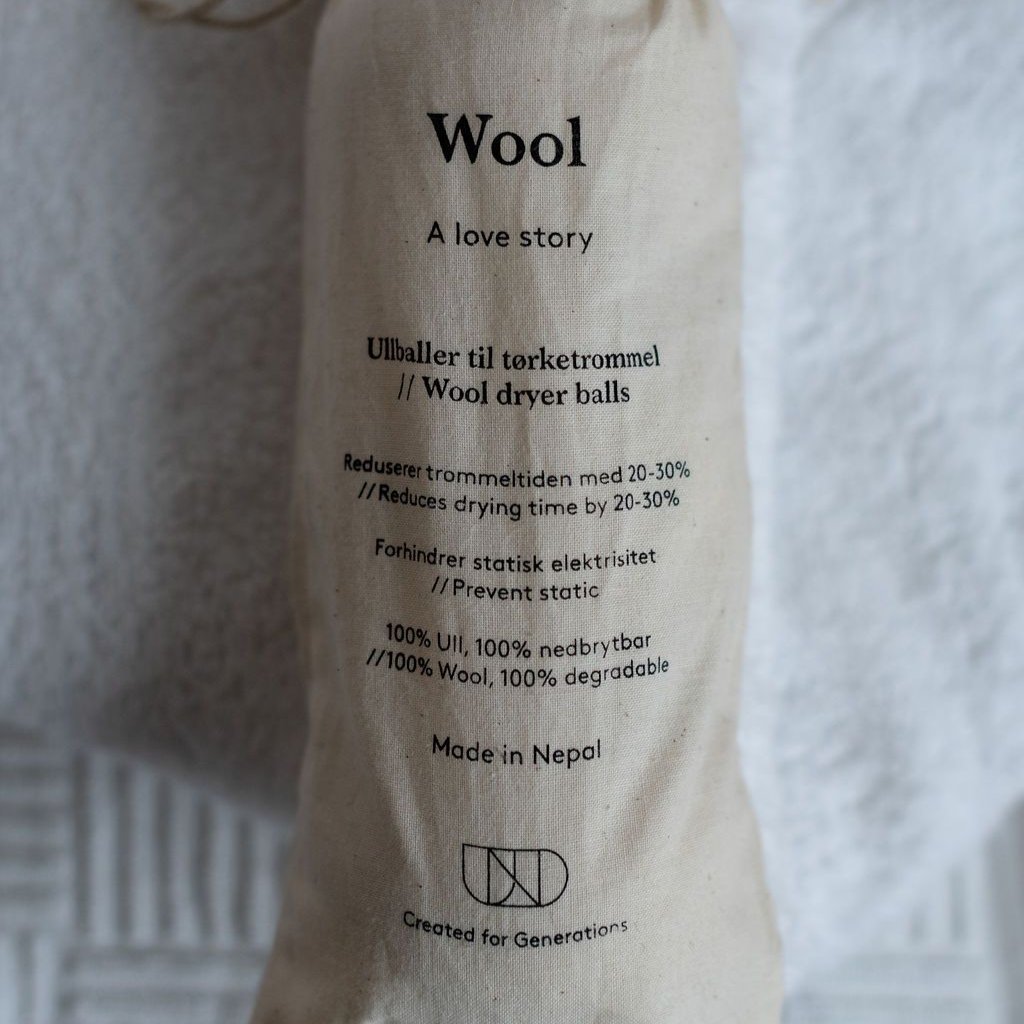 Wool
A love story
Ullballer til tørketrommel
// Wool dryer balls
Reduserer trommeltiden med 20-30%
//Reduces drying time by 20-30%
Forhindrer statisk elektrisitet
//Prevent static
100% Ull, 100% nedbrytbar
//100% Wool, 100% degradable
Made in Nepal
UND
Created for Generations